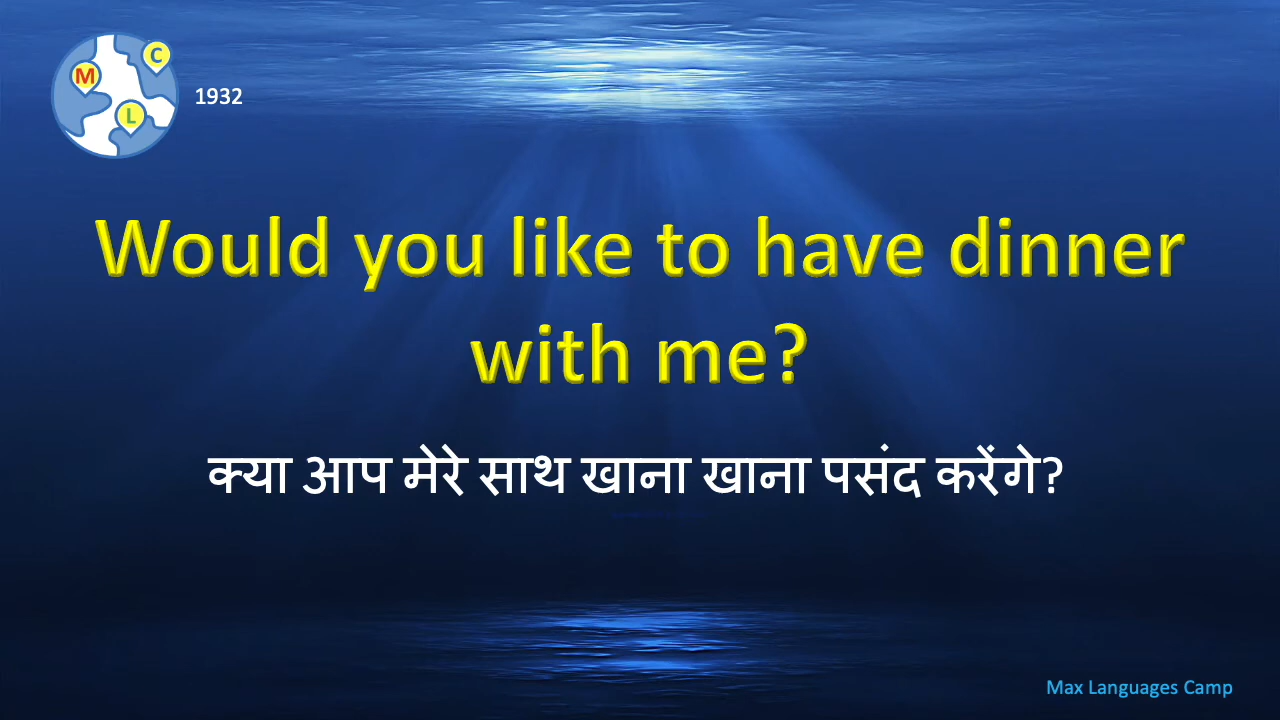 M
C
L
1932
Would you like to have dinner
with me?
क्या आप मेरे साथ खाना खाना पसंद करेंगे?
Max Languages Camp